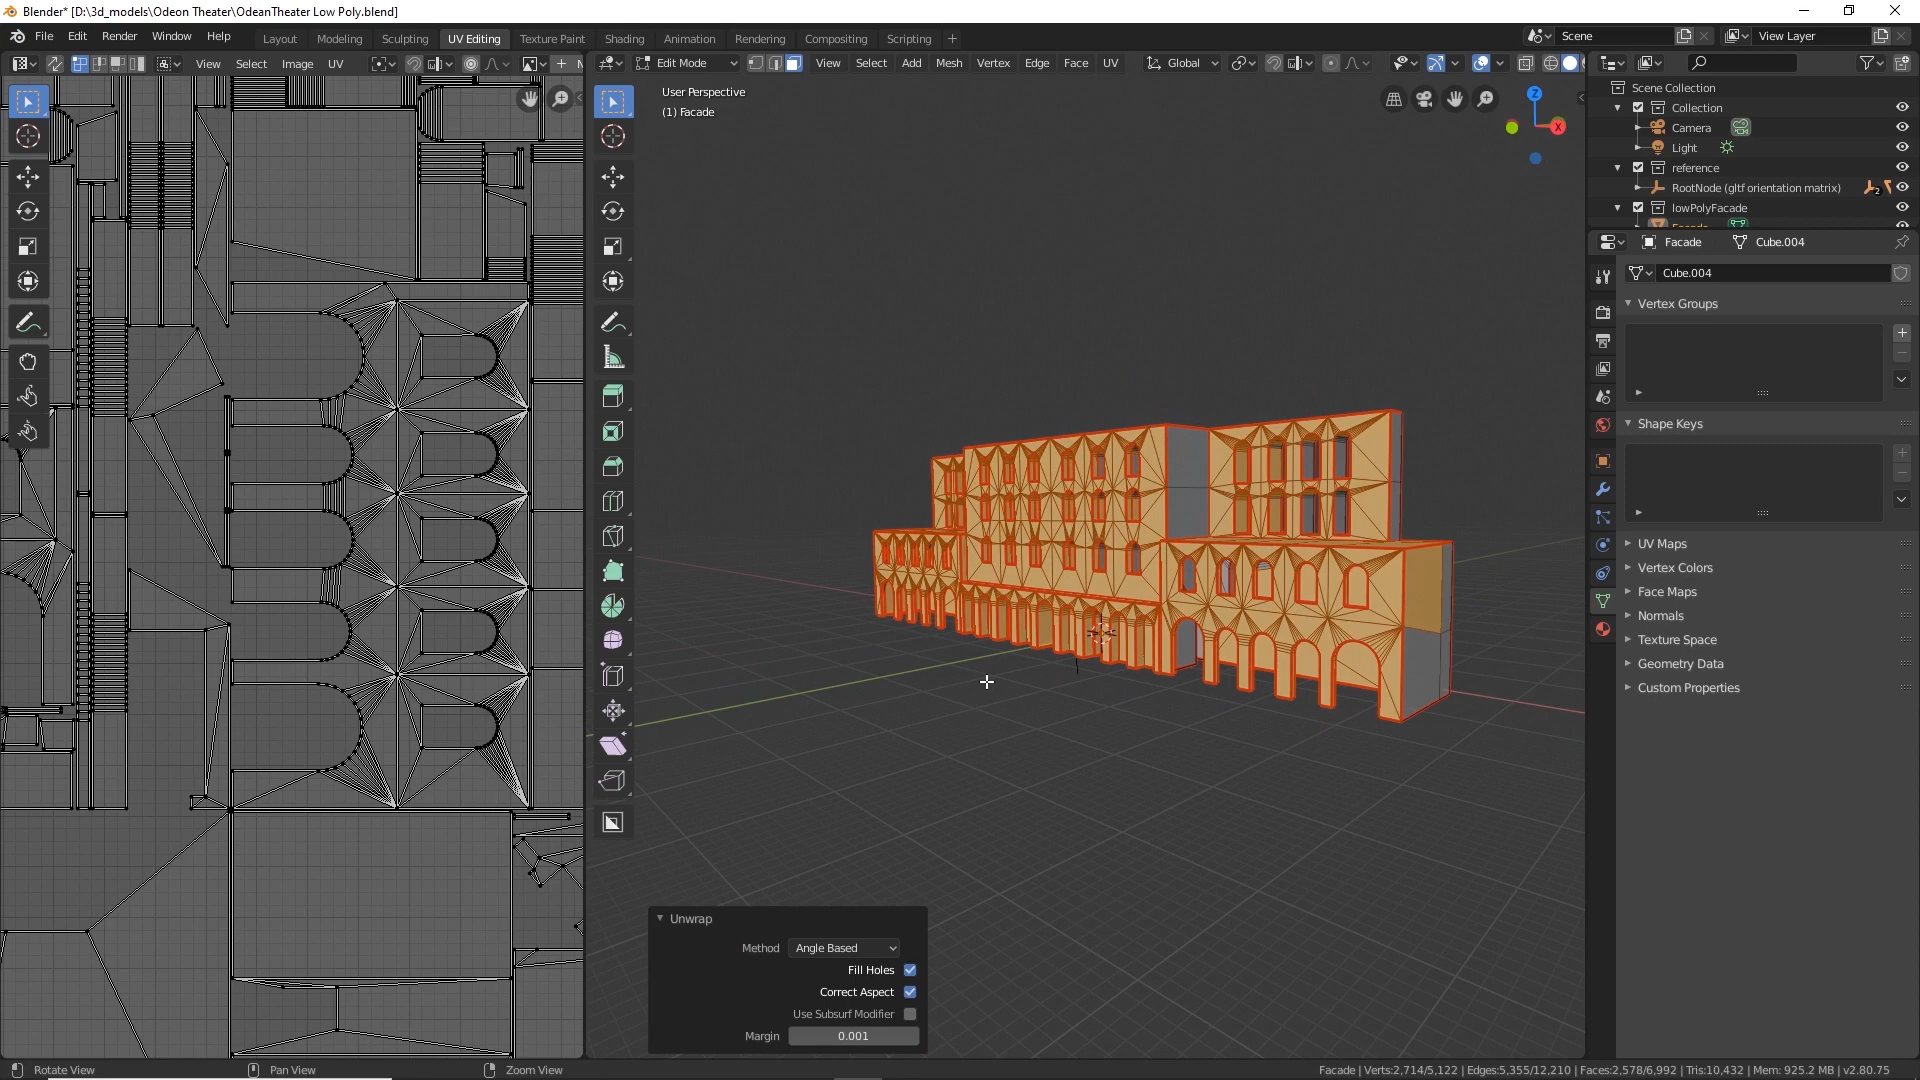 Blender* [D:\3d_models\Odeon Theater\OdeanTheater Low Poly.blend]
File Edit Render Window Help
Layout Modeling Sculpting UV Editing Texture Paint Shading Animation Rendering Compositing Scripting
Scene View Layer
View Select Image UV
N
Edit Mode View Select Add Mesh Vertex Edge Face UV Global
User Perspective
(1) Facade
Z
X
Scene Collection
Collection
Camera
Light
reference
RootNode (gltf orientation matrix) 2
lowPolyFacade
Facade
Facade Cube.004
Cube.004
Vertex Groups
Shape Keys
UV Maps
Vertex Colors
Face Maps
Normals
Texture Space
Geometry Data
Custom Properties
Unwrap
Method Angle Based
Fill Holes
Correct Aspect
Use Subsurf Modifier
Margin 0.001
Rotate View Pan View Zoom View
Facade | Verts:2,714/5,122 | Edges:5,355/12,210 | Faces:2,578/6,992 | Tris:10,432 | Mem: 925.2 MB | v2.80.75